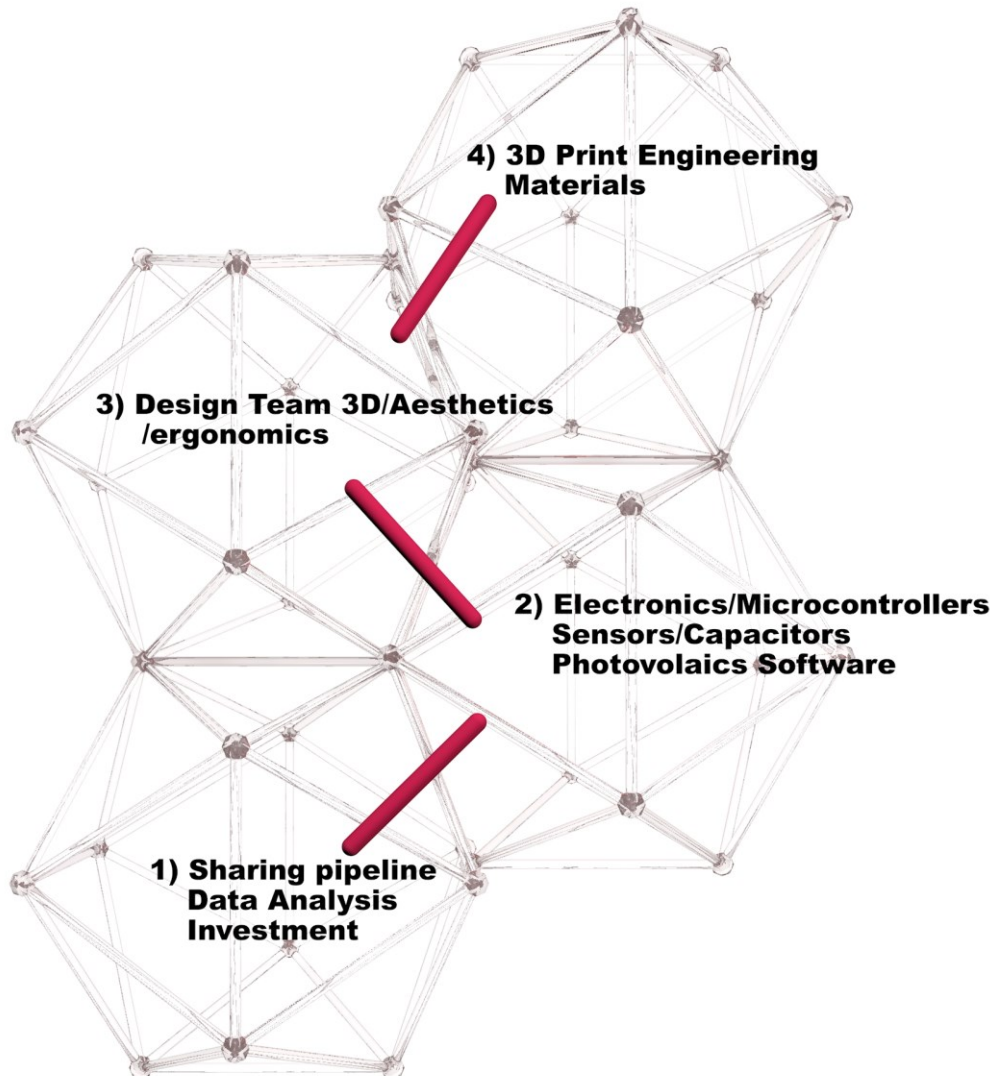 4) 3D Print Engineering
Materials
3) Design Team 3D/Aesthetics
/ergonomics
2) Electronics/Microcontrollers
Sensors/Capacitors
Photovolaics Software
1) Sharing pipeline
Data Analysis
Investment